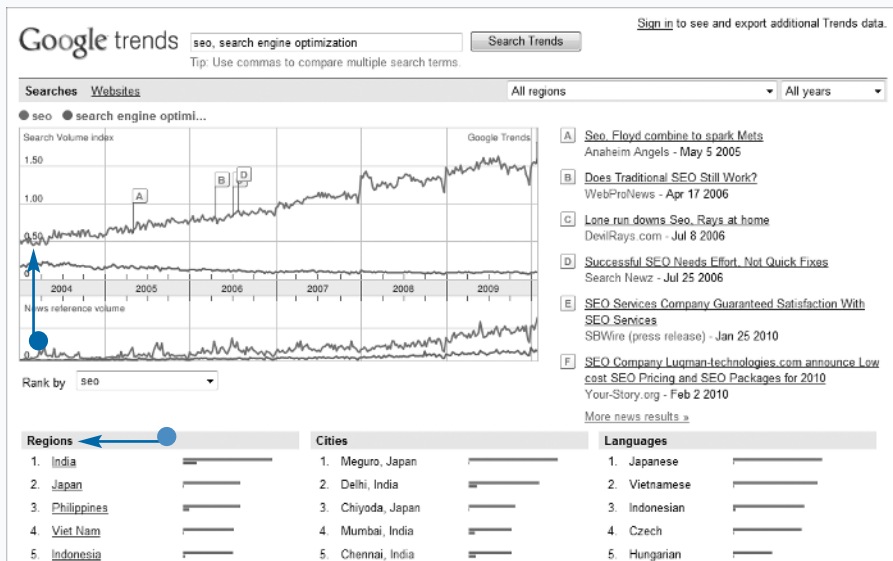 Sign in to see and export additional Trends data.
Google trends
seo, search engine optimization
Search Trends
Tip: Use commas to compare multiple search terms.
Searches Websites
All regions
All years
seo search engine optimi...
Search Volume index
Google Trends
1.50
1.00
0.50
0
A
B
D
2004 2005 2006 2007 2008 2009
News reference volume
0
Rank by seo
A Seo, Floyd combine to spark Mets
Anaheim Angels - May 5 2005
B Does Traditional SEO Still Work?
WebProNews - Apr 17 2006
C Lone run downs Seo, Rays at home
DevilRays.com - Jul 8 2006
D Successful SEO Needs Effort, Not Quick Fixes
Search Newz - Jul 25 2006
E SEO Services Company Guaranteed Satisfaction With
SEO Services
SBWire (press release) - Jan 25 2010
F SEO Company Luqman-technologies.com announce Low
cost SEO Pricing and SEO Packages for 2010
Your-Story.org - Feb 2 2010
More news results »
Regions
1. India
2. Japan
3. Philippines
4. Viet Nam
5. Indonesia
Cities
1. Meguro, Japan
2. Delhi, India
3. Chiyoda, Japan
4. Mumbai, India
5. Chennai, India
Languages
1. Japanese
2. Vietnamese
3. Indonesian
4. Czech
5. Hungarian